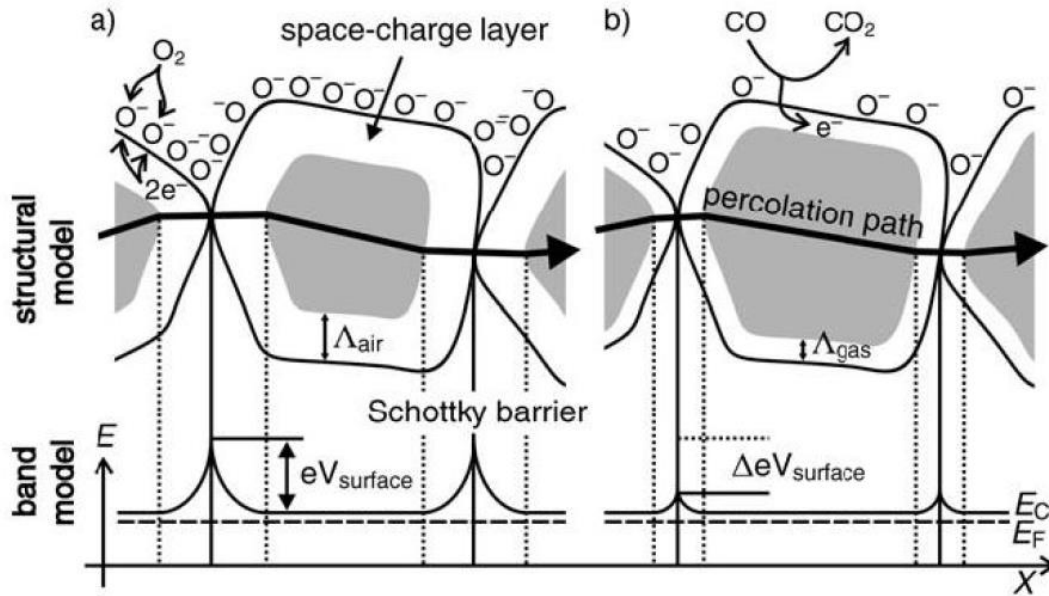 a)
O₂
space-charge layer
O⁻
O⁻
O⁻
⁻O
O⁻
2e⁻
⁻O
O⁻
O⁻
O⁻
O⁻
O⁻
O⁻
O⁻
O⁼O
O⁻
O⁻
Λair
b)
CO
CO₂
O⁻
O⁻
O⁻
⁻O
⁻O
O⁻
⁻O
O⁻
e⁻
percolation path
Λgas
structural model
Schottky barrier
band model
E
eVsurface
ΔeVsurface
EC
EF
X